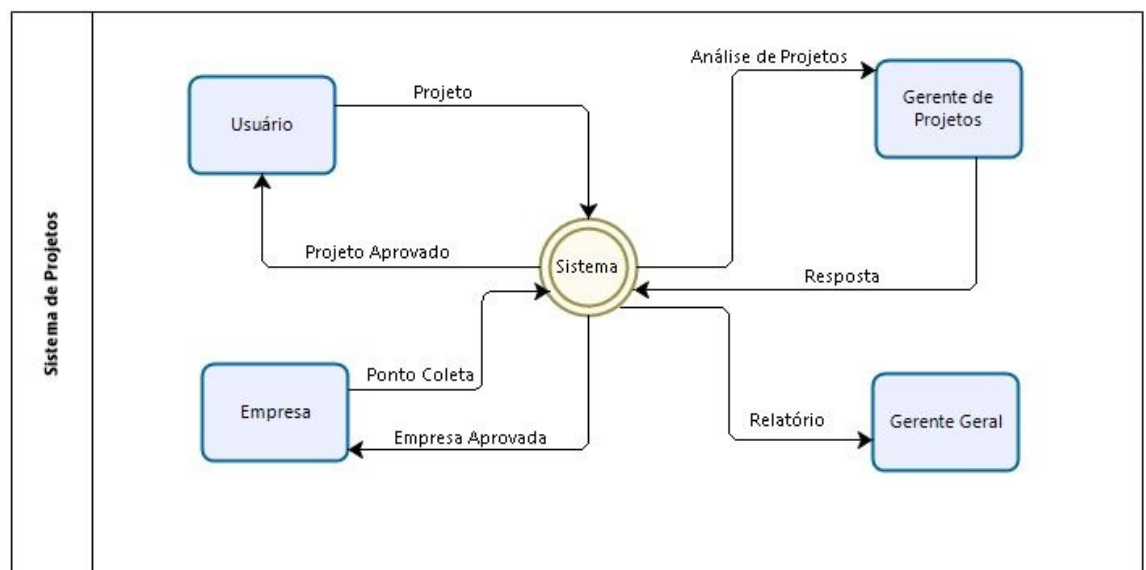 Sistema de Projetos
Usuário
Projeto
Análise de Projetos
Gerente de
Projetos
Projeto Aprovado
Sistema
Resposta
Empresa
Ponto Coleta
Empresa Aprovada
Relatório
Gerente Geral